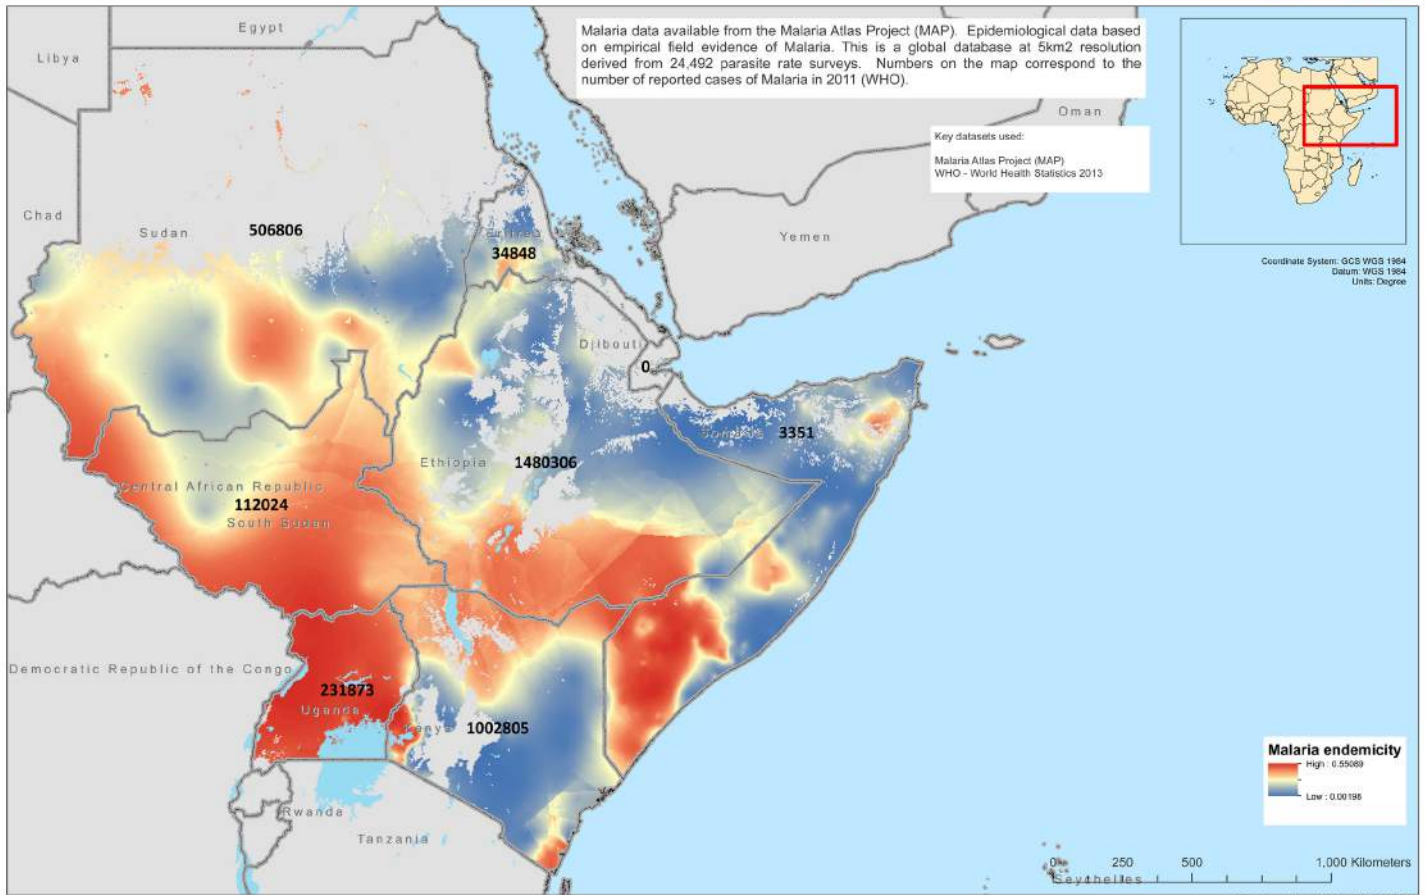 Egypt
Libya
Malaria data available from the Malaria Atlas Project (MAP). Epidemiological data based
on empirical field evidence of Malaria. This is a global database at 5km2 resolution
derived from 24,492 parasite rate surveys. Numbers on the map correspond to the
number of reported cases of Malaria in 2011 (WHO).
Oman
Key datasets used:
Malaria Atlas Project (MAP)
WHO - World Health Statistics 2013
Chad
Sudan
506806
Eritrea
34848
Yemen
Coordinate System: GCS WGS 1984
Datum: WGS 1984
Units: Degree
Djibouti
0
Somalia
3351
Ethiopia
1480306
Central African Republic
112024
South Sudan
Democratic Republic of the Congo
231873
Uganda
Kenya
1002805
Malaria endemicity
High : 0.55089
Low : 0.00198
Rwanda
Tanzania
0 250 500 1,000 Kilometers
Seychelles